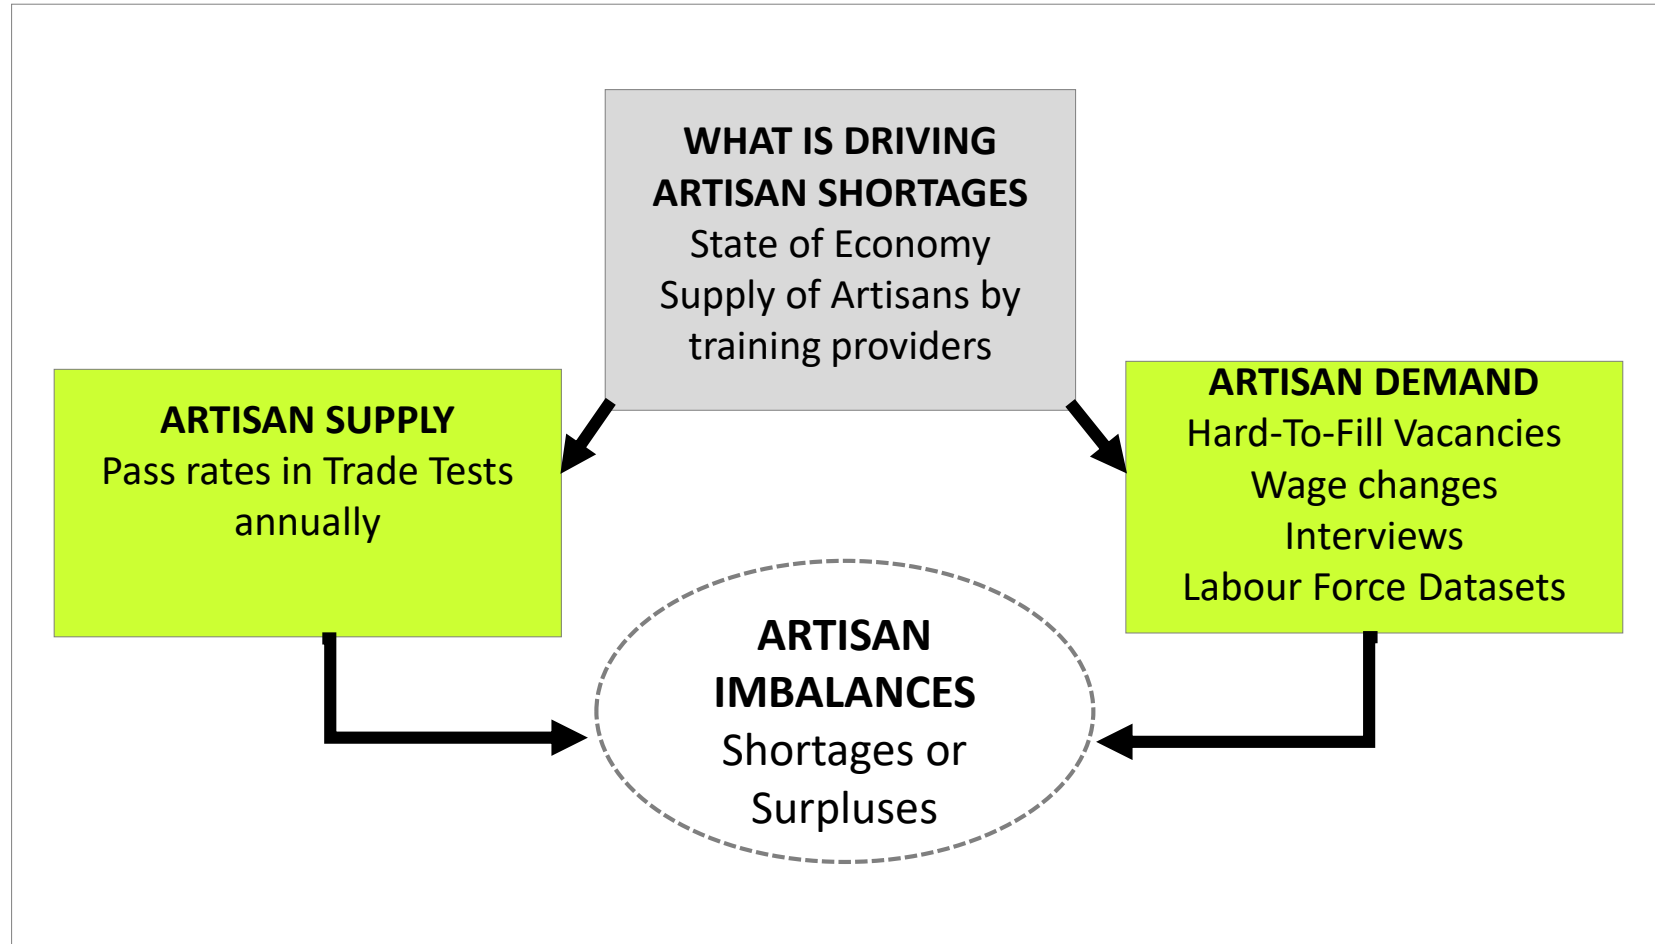 WHAT IS DRIVING
ARTISAN SHORTAGES
State of Economy
Supply of Artisans by
training providers
ARTISAN SUPPLY
Pass rates in Trade Tests
annually
ARTISAN DEMAND
Hard-To-Fill Vacancies
Wage changes
Interviews
Labour Force Datasets
ARTISAN
IMBALANCES
Shortages or
Surpluses